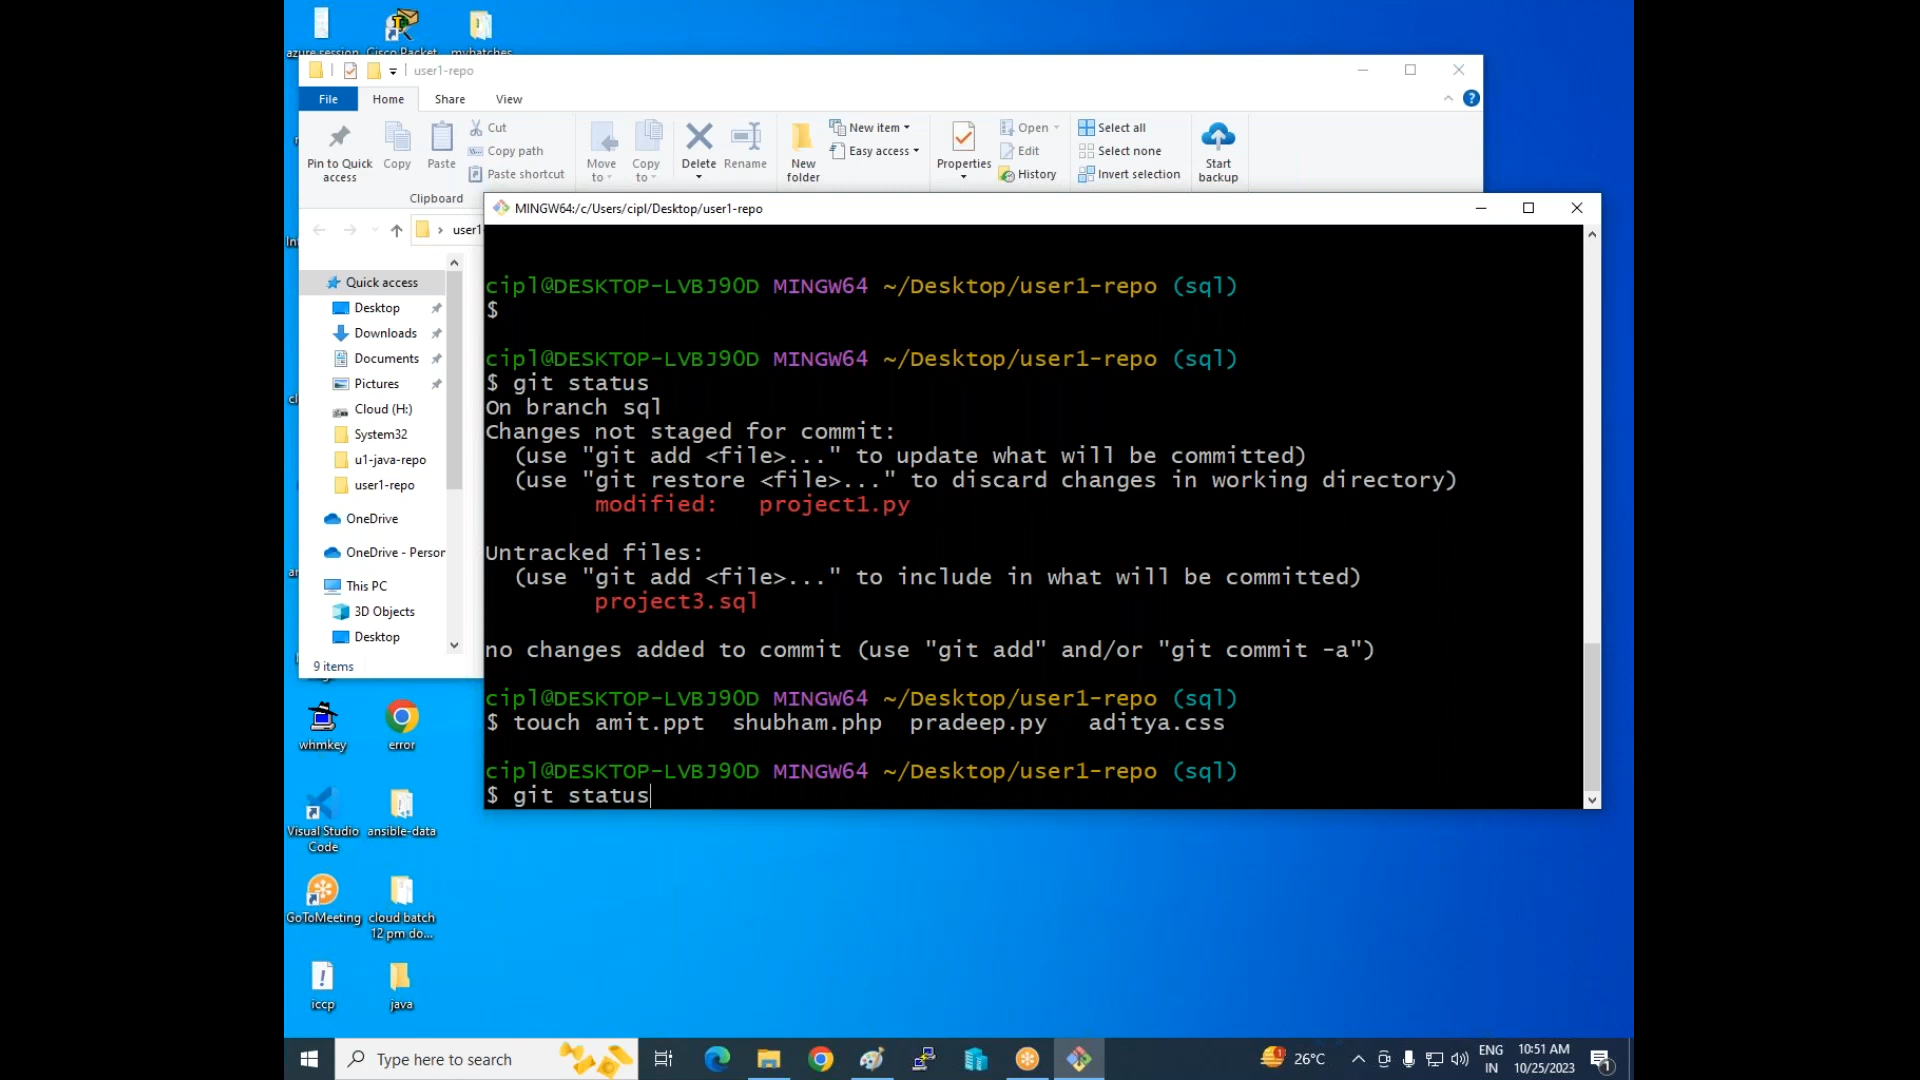 azure session Cisco Packet mybatches
user1-repo
File Home Share View
Pin to Quick access
Copy
Paste
Cut
Copy path
Paste shortcut
Clipboard
Move to
Copy to
Delete
Rename
New folder
New item
Easy access
Properties
Open
Edit
History
Select all
Select none
Invert selection
Start backup
user1
Quick access
Desktop
Downloads
Documents
Pictures
Cloud (H:)
System32
u1-java-repo
user1-repo
OneDrive
OneDrive - Person
This PC
3D Objects
Desktop
9 items
MINGW64:/c/Users/cipl/Desktop/user1-repo
cipl@DESKTOP-LVBJ9OD MINGW64 ~/Desktop/user1-repo (sql)
$
cipl@DESKTOP-LVBJ9OD MINGW64 ~/Desktop/user1-repo (sql)
$ git status
On branch sql
Changes not staged for commit:
(use "git add <file>..." to update what will be committed)
(use "git restore <file>..." to discard changes in working directory)
modified: project1.py
Untracked files:
(use "git add <file>..." to include in what will be committed)
project3.sql
no changes added to commit (use "git add" and/or "git commit -a")
cipl@DESKTOP-LVBJ9OD MINGW64 ~/Desktop/user1-repo (sql)
$ touch amit.ppt shubham.php pradeep.py aditya.css
cipl@DESKTOP-LVBJ9OD MINGW64 ~/Desktop/user1-repo (sql)
$ git status
whmkey
error
Visual Studio Code
ansible-data
GoToMeeting
cloud batch 12 pm do...
iccp
java
Type here to search
26°C
ENG
IN
10:51 AM
10/25/2023
1